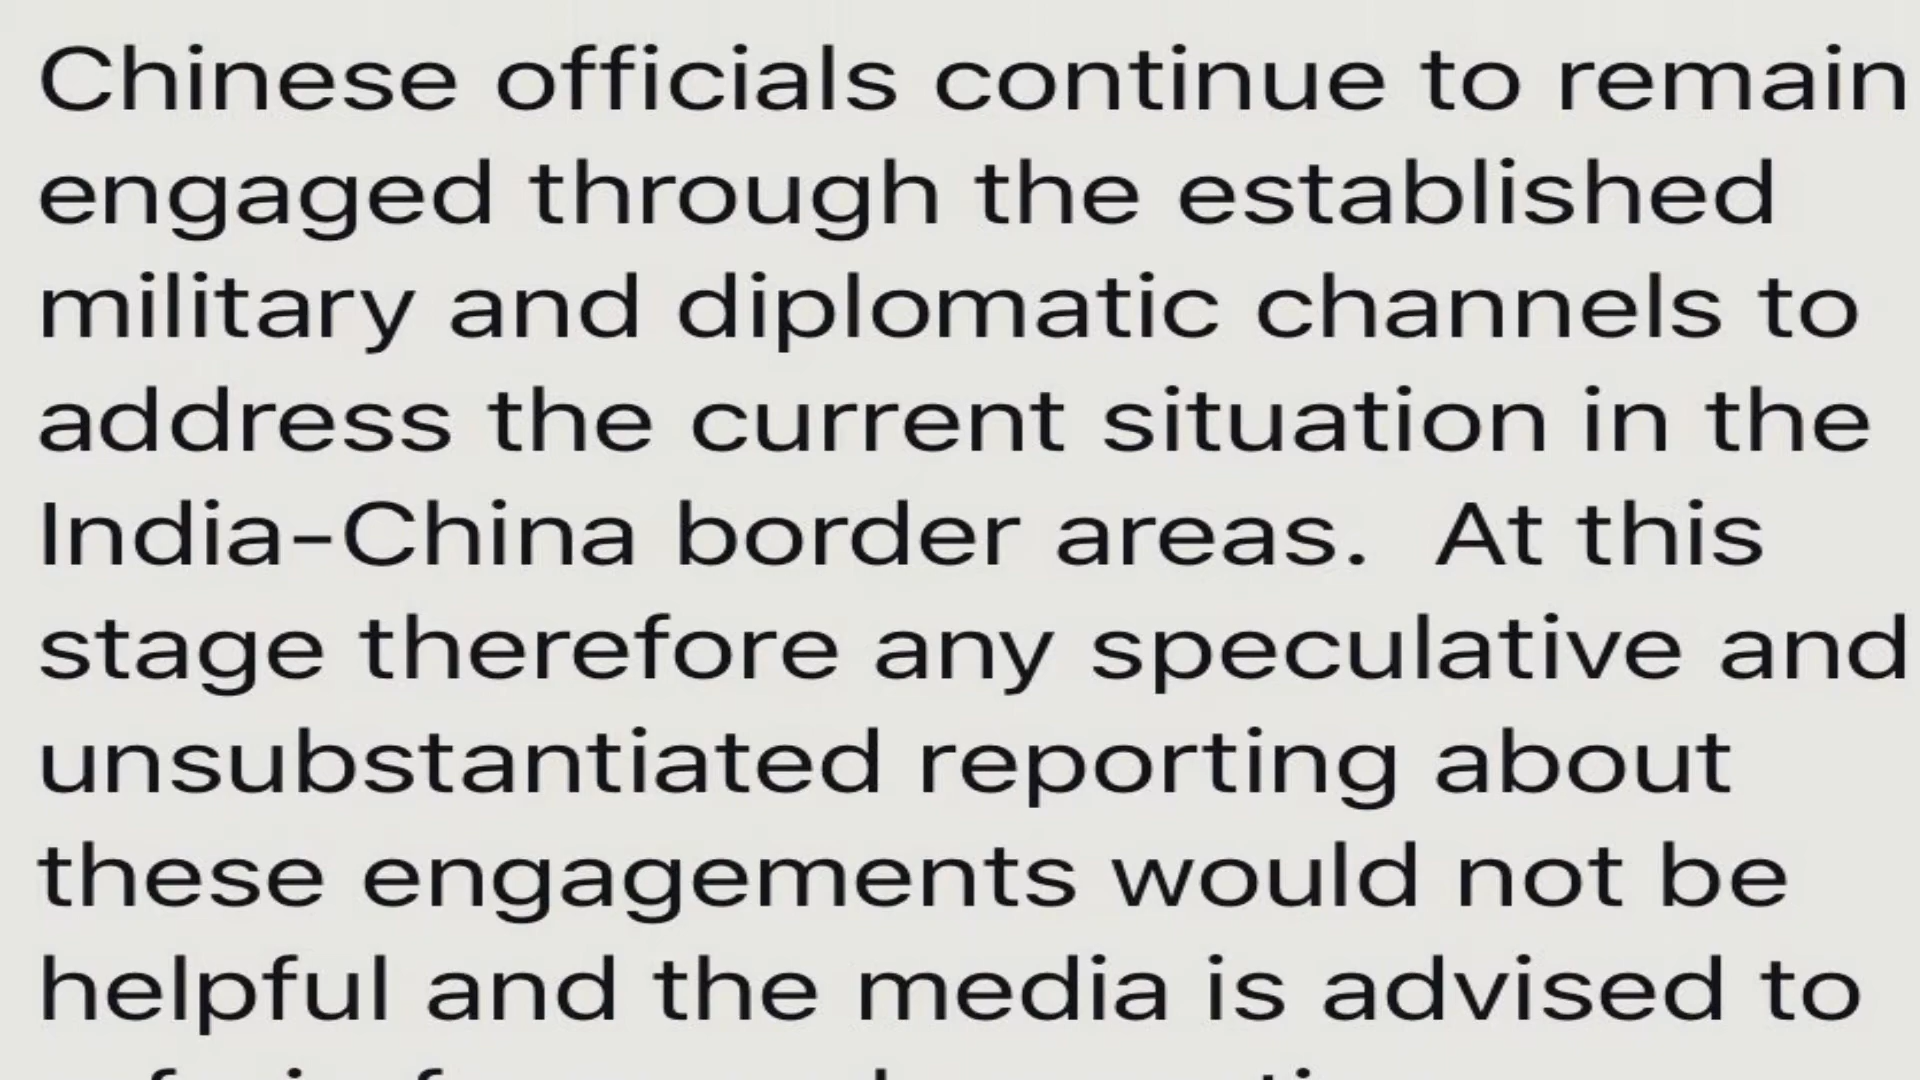 Chinese officials continue to remain
engaged through the established
military and diplomatic channels to
address the current situation in the
India-China border areas.  At this
stage therefore any speculative and
unsubstantiated reporting about
these engagements would not be
helpful and the media is advised to